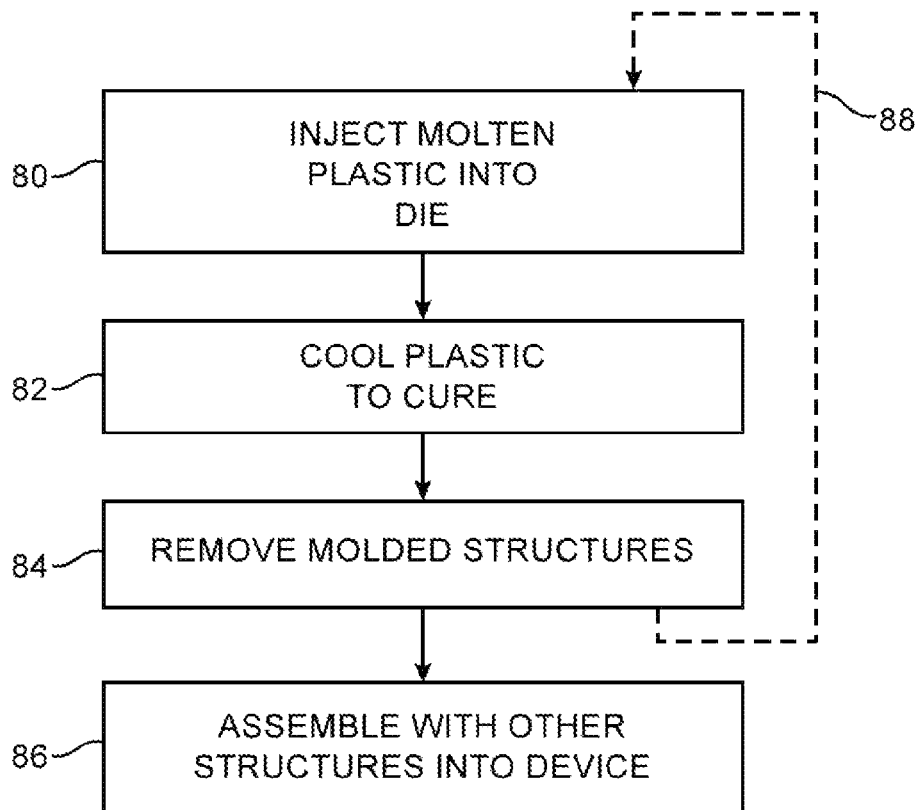 88
80
INJECT MOLTEN
PLASTIC INTO
DIE
82
COOL PLASTIC
TO CURE
84
REMOVE MOLDED STRUCTURES
86
ASSEMBLE WITH OTHER
STRUCTURES INTO DEVICE